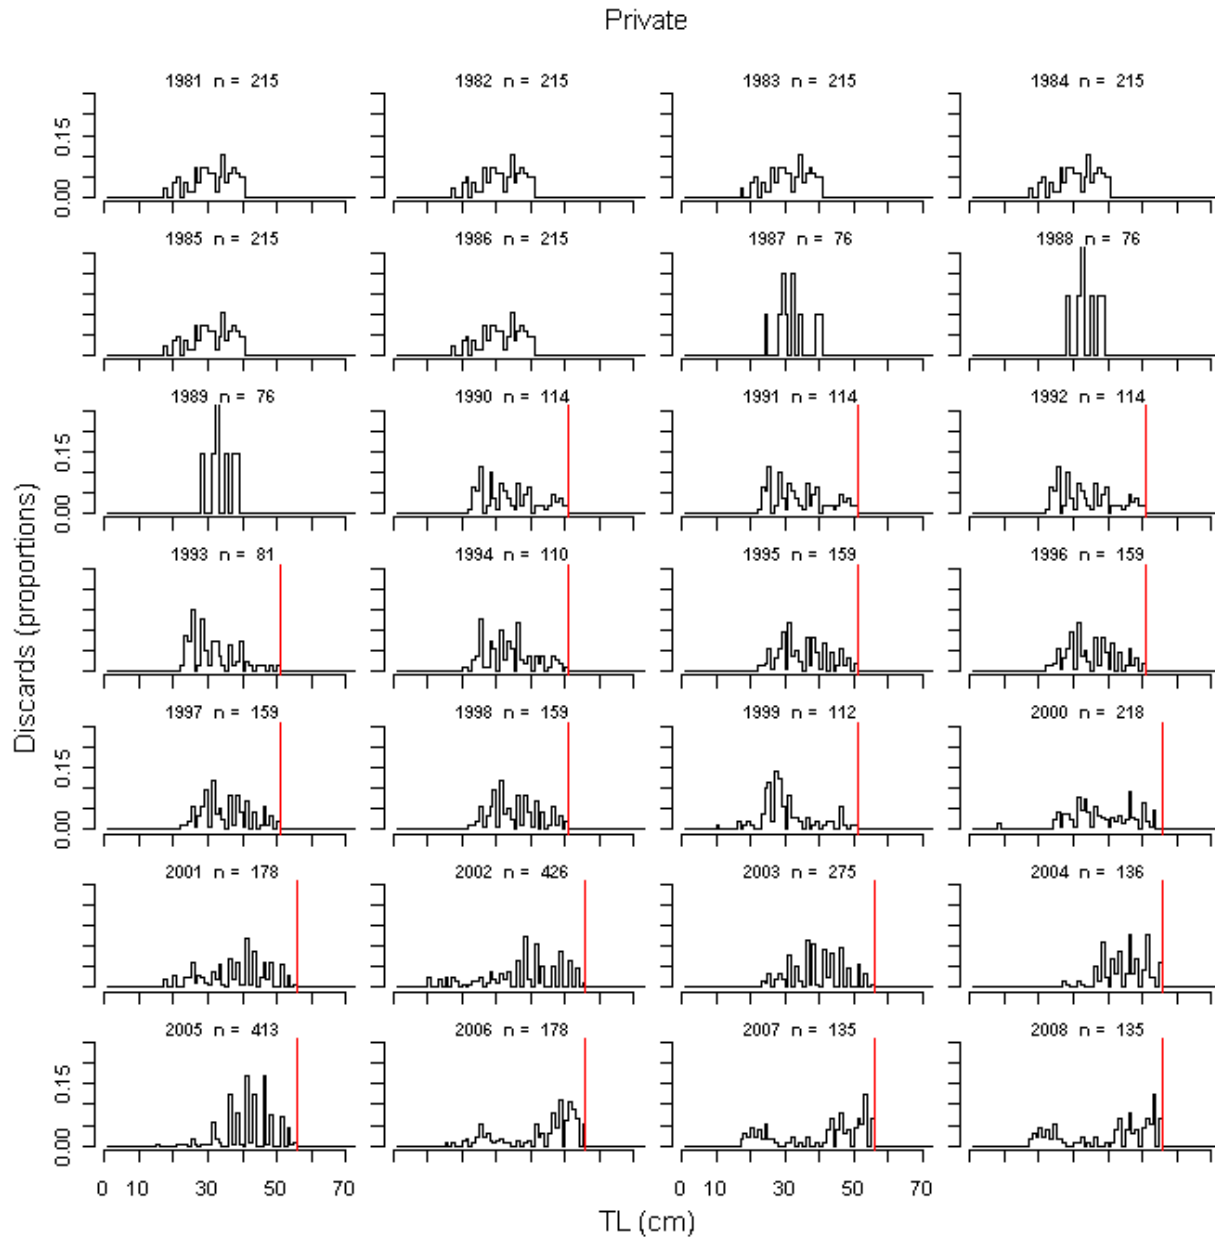 Private
1981 n = 215
1982 n = 215
1983 n = 215
1984 n = 215
0.00 0.15
1985 n = 215
1986 n = 215
1987 n = 76
1988 n = 76
1989 n = 76
1990 n = 114
1991 n = 114
1992 n = 114
0.00 0.15
1993 n = 81
1994 n = 110
1995 n = 159
1996 n = 159
Discards (proportions)
1997 n = 159
1998 n = 159
1999 n = 112
2000 n = 218
0.00 0.15
2001 n = 178
2002 n = 426
2003 n = 275
2004 n = 136
2005 n = 413
2006 n = 178
2007 n = 135
2008 n = 135
0.00 0.15
0 10 30 50 70
0 10 30 50 70
TL (cm)